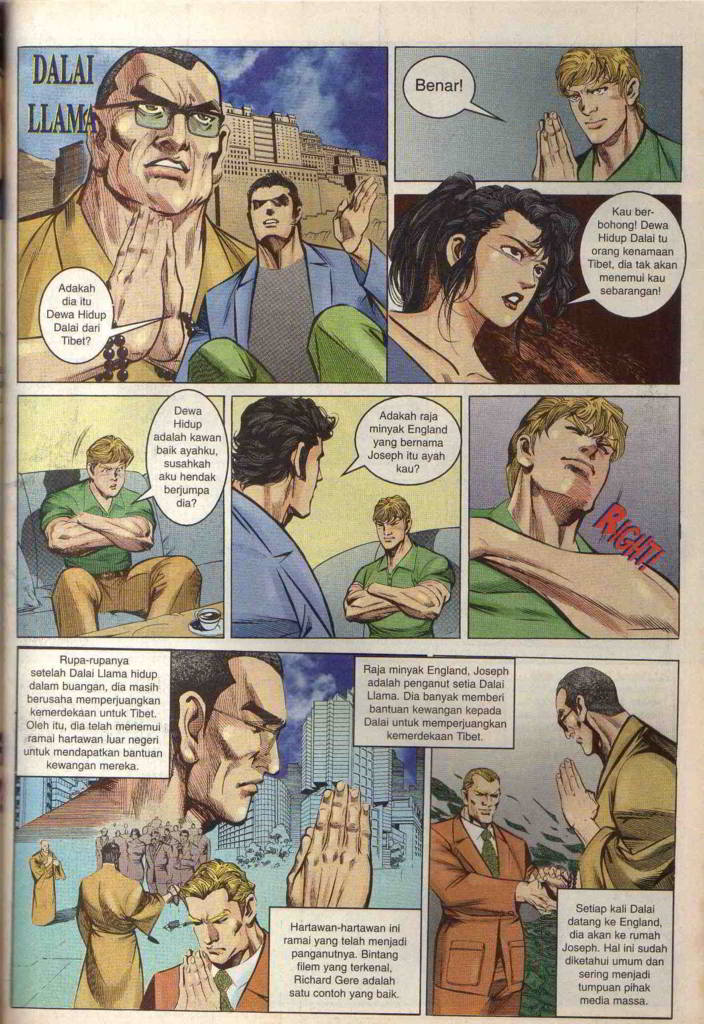 DALAI
LLAMA
Adakah
dia itu
Dewa Hidup
Dalai dari
Tibet?
Benar!
Kau ber-
bohong! Dewa
Hidup Dalai tu
orang kenamaan
Tibet, dia tak akan
menemui kau
sebarangan!
Dewa
Hidup
adalah kawan
baik ayahku,
susahkah
aku hendak
berjumpa
dia?
Adakah raja
minyak England
yang bernama
Joseph itu ayah
kau?
RIGHT!
Rupa-rupanya
setelah Dalai Llama hidup
dalam buangan, dia masih
berusaha memperjuangkan
kemerdekaan untuk Tibet.
Oleh itu, dia telah menemui
ramai hartawan luar negeri
untuk mendapatkan bantuan
kewangan mereka.
Hartawan-hartawan ini
ramai yang telah menjadi
panganutnya. Bintang
filem yang terkenal,
Richard Gere adalah
satu contoh yang baik.
Raja minyak England, Joseph
adalah penganut setia Dalai
Llama. Dia banyak memberi
bantuan kewangan kepada
Dalai untuk memperjuangkan
kemerdekaan Tibet.
Setiap kali Dalai
datang ke England,
dia akan ke rumah
Joseph. Hal ini sudah
diketahui umum dan
sering menjadi
tumpuan pihak
media massa.